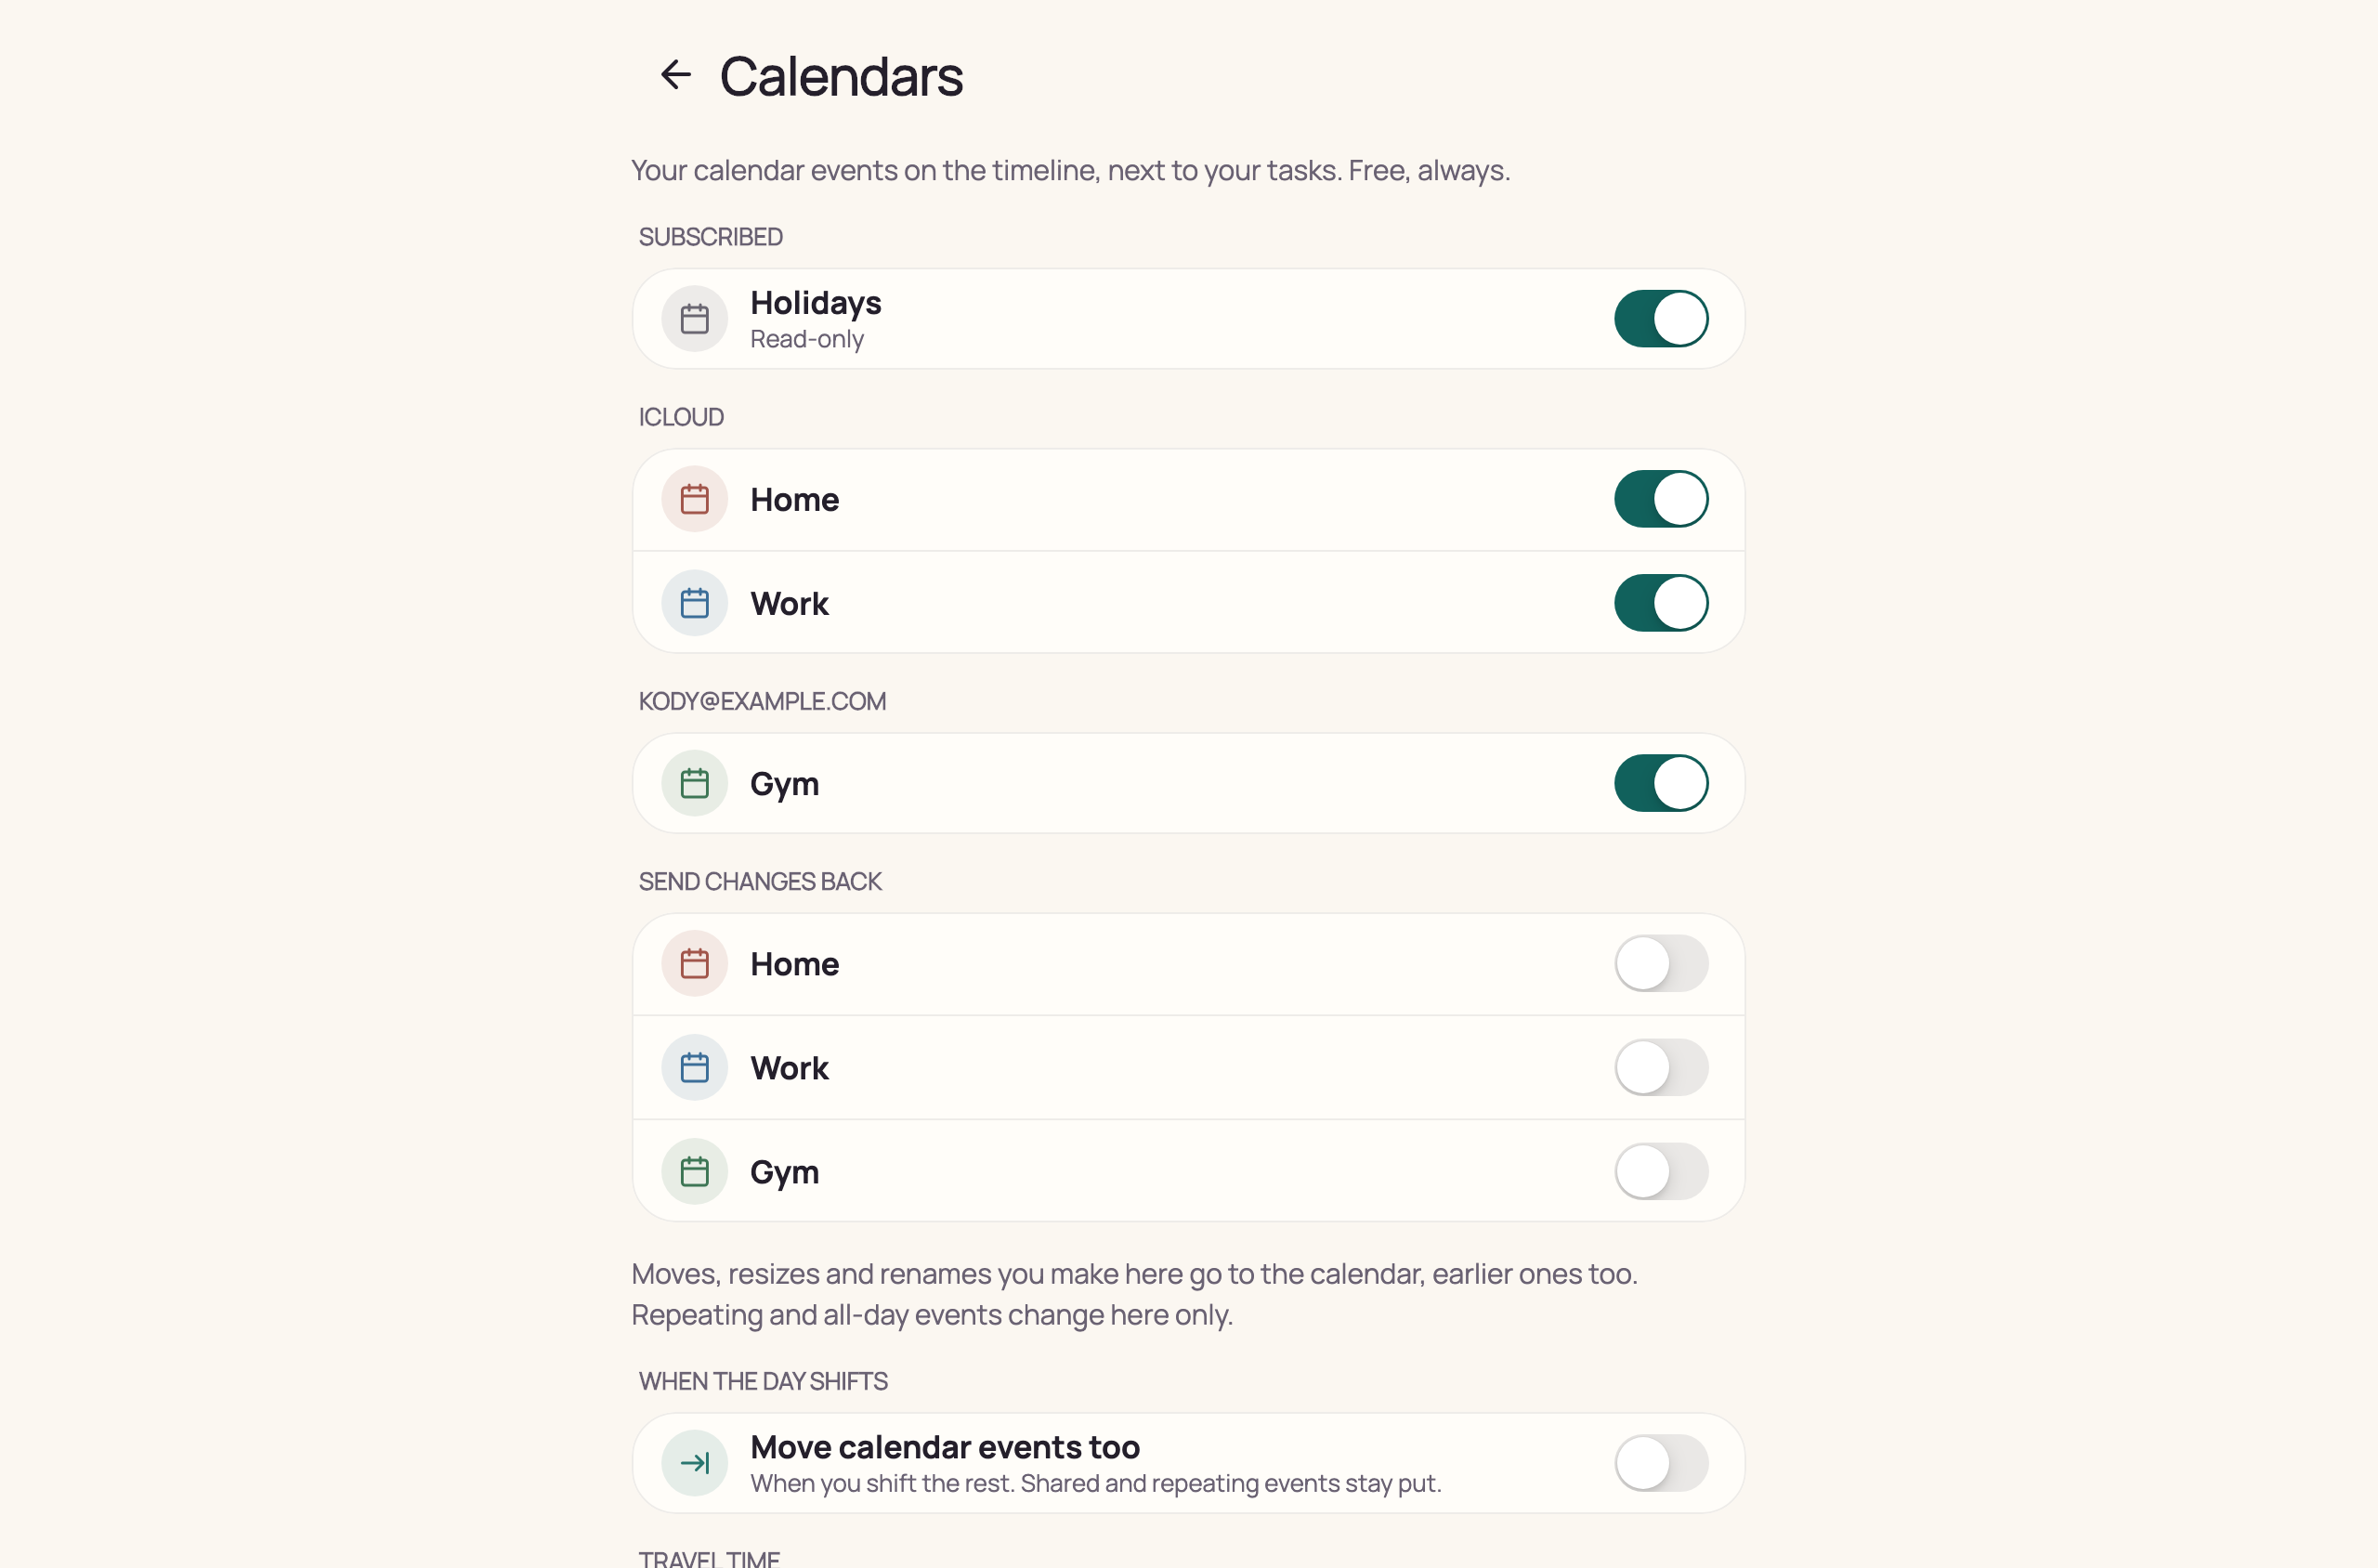 Calendars
Your calendar events on the timeline, next to your tasks. Free, always.
SUBSCRIBED
Holidays
Read-only
ICLOUD
Home
Work
KODY@EXAMPLE.COM
Gym
SEND CHANGES BACK
Home
Work
Gym
Moves, resizes and renames you make here go to the calendar, earlier ones too.
Repeating and all-day events change here only.
WHEN THE DAY SHIFTS
Move calendar events too
When you shift the rest. Shared and repeating events stay put.
TRAVEL TIME